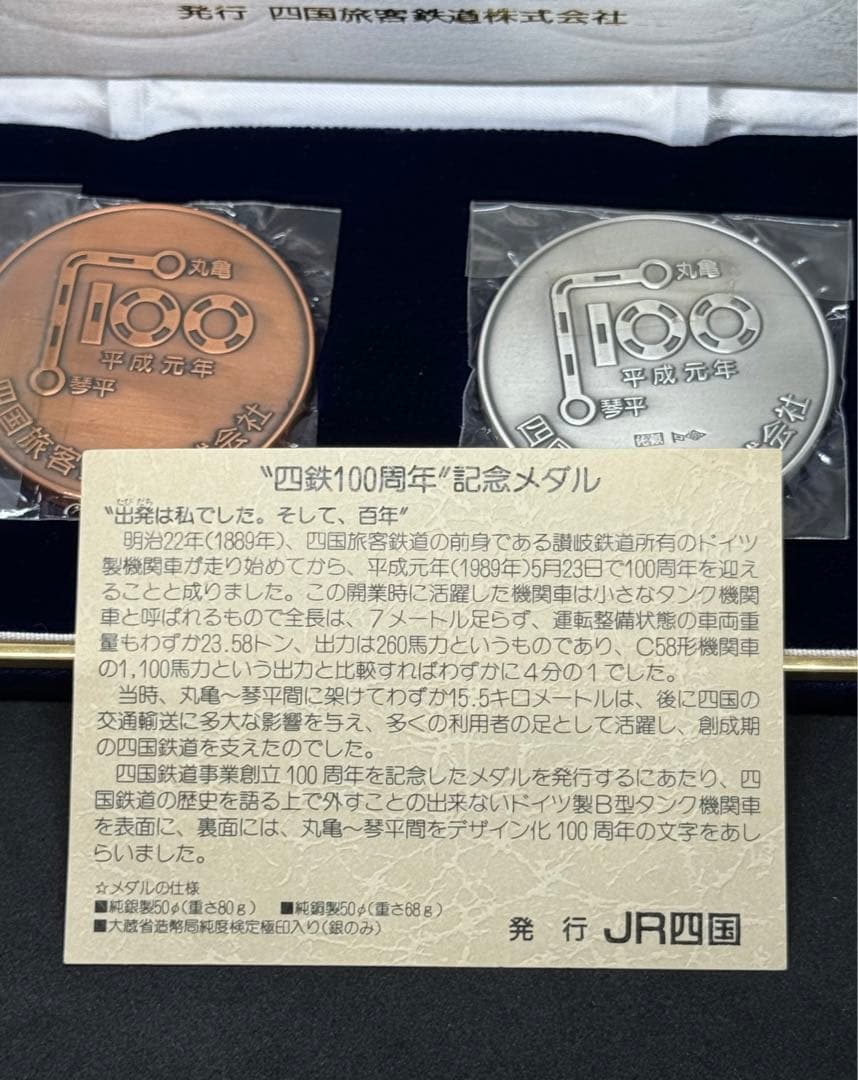 発行 四国旅客鉄道株式会社
丸亀
100
平成元年
琴平
四国旅客
会社
丸亀
100
平成元年
琴平
四国
純銀
会社
"四鉄100周年"記念メダル
たび だち
"出発は私でした。そして、百年"
明治22年(1889年)、四国旅客鉄道の前身である讃岐鉄道所有のドイツ
製機関車が走り始めてから、平成元年(1989年)5月23日で100周年を迎え
ることと成りました。この開業時に活躍した機関車は小さなタンク機関
車と呼ばれるもので全長は、7メートル足らず、運転整備状態の車両重
量もわずか23.58トン、出力は260馬力というものであり、C58形機関車
の1,100馬力という出力と比較すればわずかに4分の1でした。
当時、丸亀〜琴平間に架けてわずか15.5キロメートルは、後に四国の
交通輸送に多大な影響を与え、多くの利用者の足として活躍し、創成期
の四国鉄道を支えたのでした。
四国鉄道事業創立100周年を記念したメダルを発行するにあたり、四
国鉄道の歴史を語る上で外すことの出来ないドイツ製B型タンク機関車
を表面に、裏面には、丸亀〜琴平間をデザイン化100周年の文字をあし
らいました。
☆メダルの仕様
■純銀製50φ(重さ80g) ■純銅製50φ(重さ68g)
■大蔵省造幣局純度検定極印入り(銀のみ)
発 行 JR四国